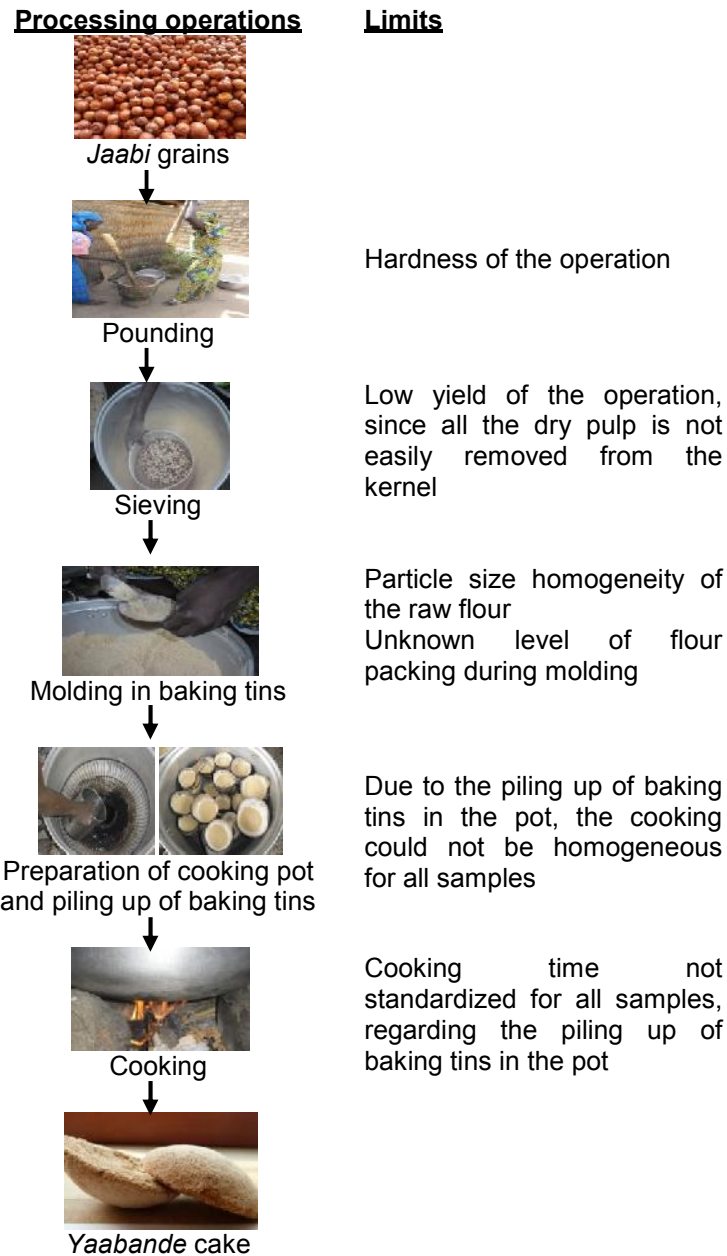 Processing operations
Limits
Jaabi grains
Pounding
Hardness of the operation
Sieving
Low yield of the operation,
since all the dry pulp is not
easily removed from the
kernel
Molding in baking tins
Particle size homogeneity of
the raw flour
Unknown level of flour
packing during molding
Preparation of cooking pot
and piling up of baking tins
Due to the piling up of baking
tins in the pot, the cooking
could not be homogeneous
for all samples
Cooking
Cooking time not
standardized for all samples,
regarding the piling up of
baking tins in the pot
Yaabande cake